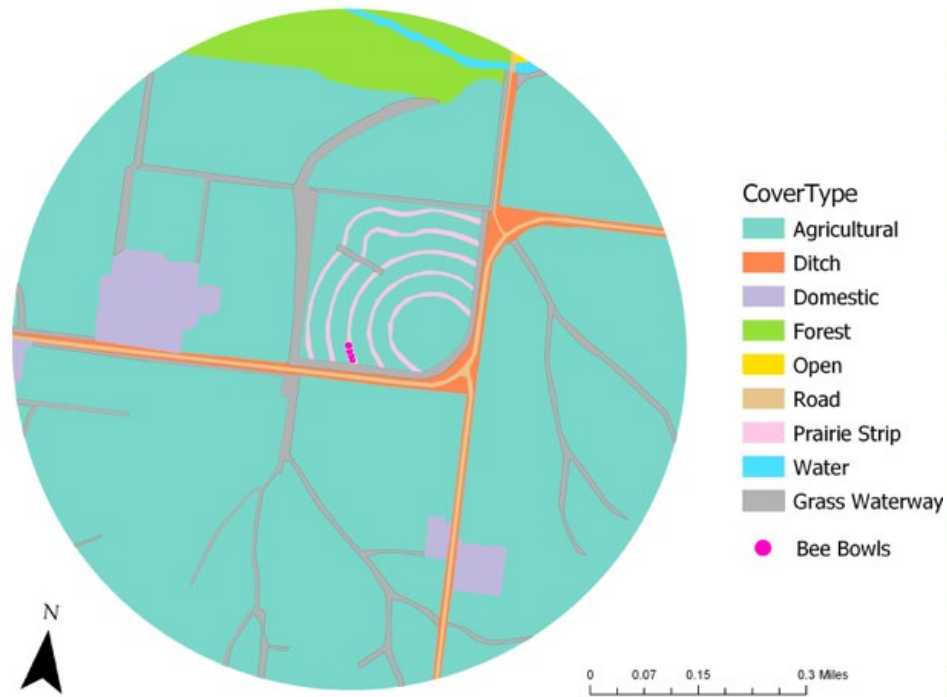 CoverType
Agricultural
Ditch
Domestic
Forest
Open
Road
Prairie Strip
Water
Grass Waterway
Bee Bowls
N
0 0.07 0.15 0.3 Miles